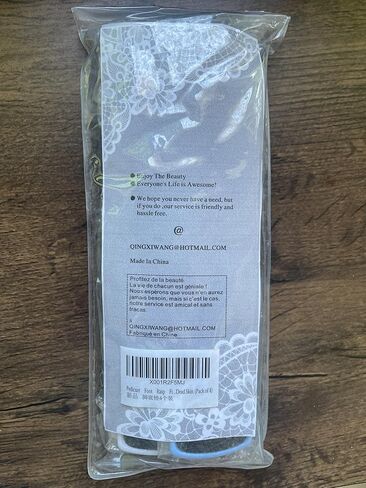 Enjoy The Beauty
Everyone's Life is Awesome!
We hope you never have a need, but
if you do ,our service is friendly and
hassle free.
@
QINGXIWANG@HOTMAIL.COM
Made In China
Profitez de la beauté
La vie de chacun est géniale !
Nous espérons que vous n'en aurez
jamais besoin, mais si c'est le cas,
notre service est amical et sans
tracas.
QINGXIWANG@HOTMAIL.COM
Fabriqué en Chine
X001R2F5MJ
Pedicure Foot Rasp Fi...Dead Skin (Pack of 4)
新品